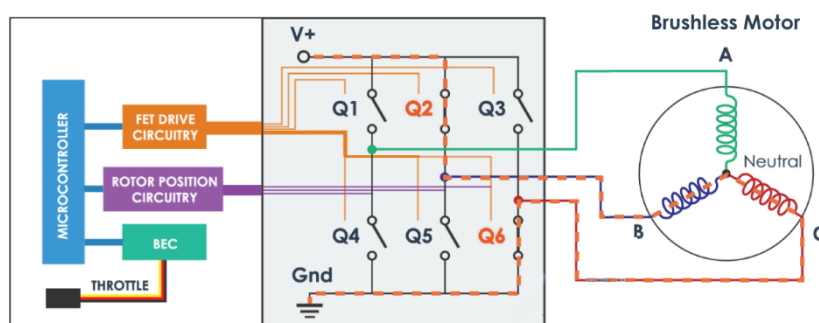 Brushless Motor
V+
A
Q1
Q2
Q3
MICROCONTROLLER
FET DRIVE
CIRCUITRY
Neutral
ROTOR POSITION
CIRCUITRY
B
C
Q4
Q5
Q6
BEC
Gnd
THROTTLE